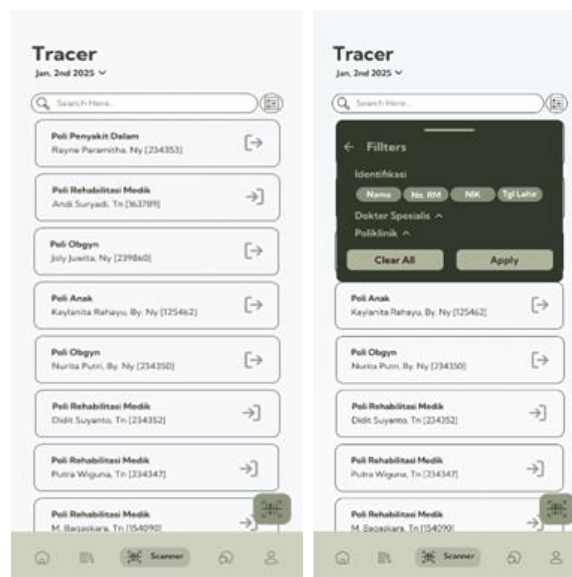 Tracer
Jan, 2nd 2025
Search Here...
Poli Penyakit Dalam
Rayne Paramitha, Ny [234353]
Poli Rehabilitasi Medik
Andi Suryadi, Tn [163789]
Poli Obgyn
Joly Juwita, Ny [239860]
Poli Anak
Kaylanita Rahayu, By. Ny [125462]
Poli Obgyn
Nurita Putri, By. Ny [234350]
Poli Rehabilitasi Medik
Didit Suyanto, Tn [234352]
Poli Rehabilitasi Medik
Putra Wiguna, Tn [234347]
Poli Rehabilitasi Medik
M. Bagaskara, Tn [154090]
Scanner
Tracer
Jan, 2nd 2025
Search Here...
Fillters
Identifikasi
Name No. RM NIK Tgl Lahir
Dokter Spesialis
Poliklinik
Clear All Apply
Poli Anak
Kaylanita Rahayu, By. Ny [125462]
Poli Obgyn
Nurita Putri, By. Ny [234350]
Poli Rehabilitasi Medik
Didit Suyanto, Tn [234352]
Poli Rehabilitasi Medik
Putra Wiguna, Tn [234347]
Poli Rehabilitasi Medik
M. Bagaskara, Tn [154090]
Scanner